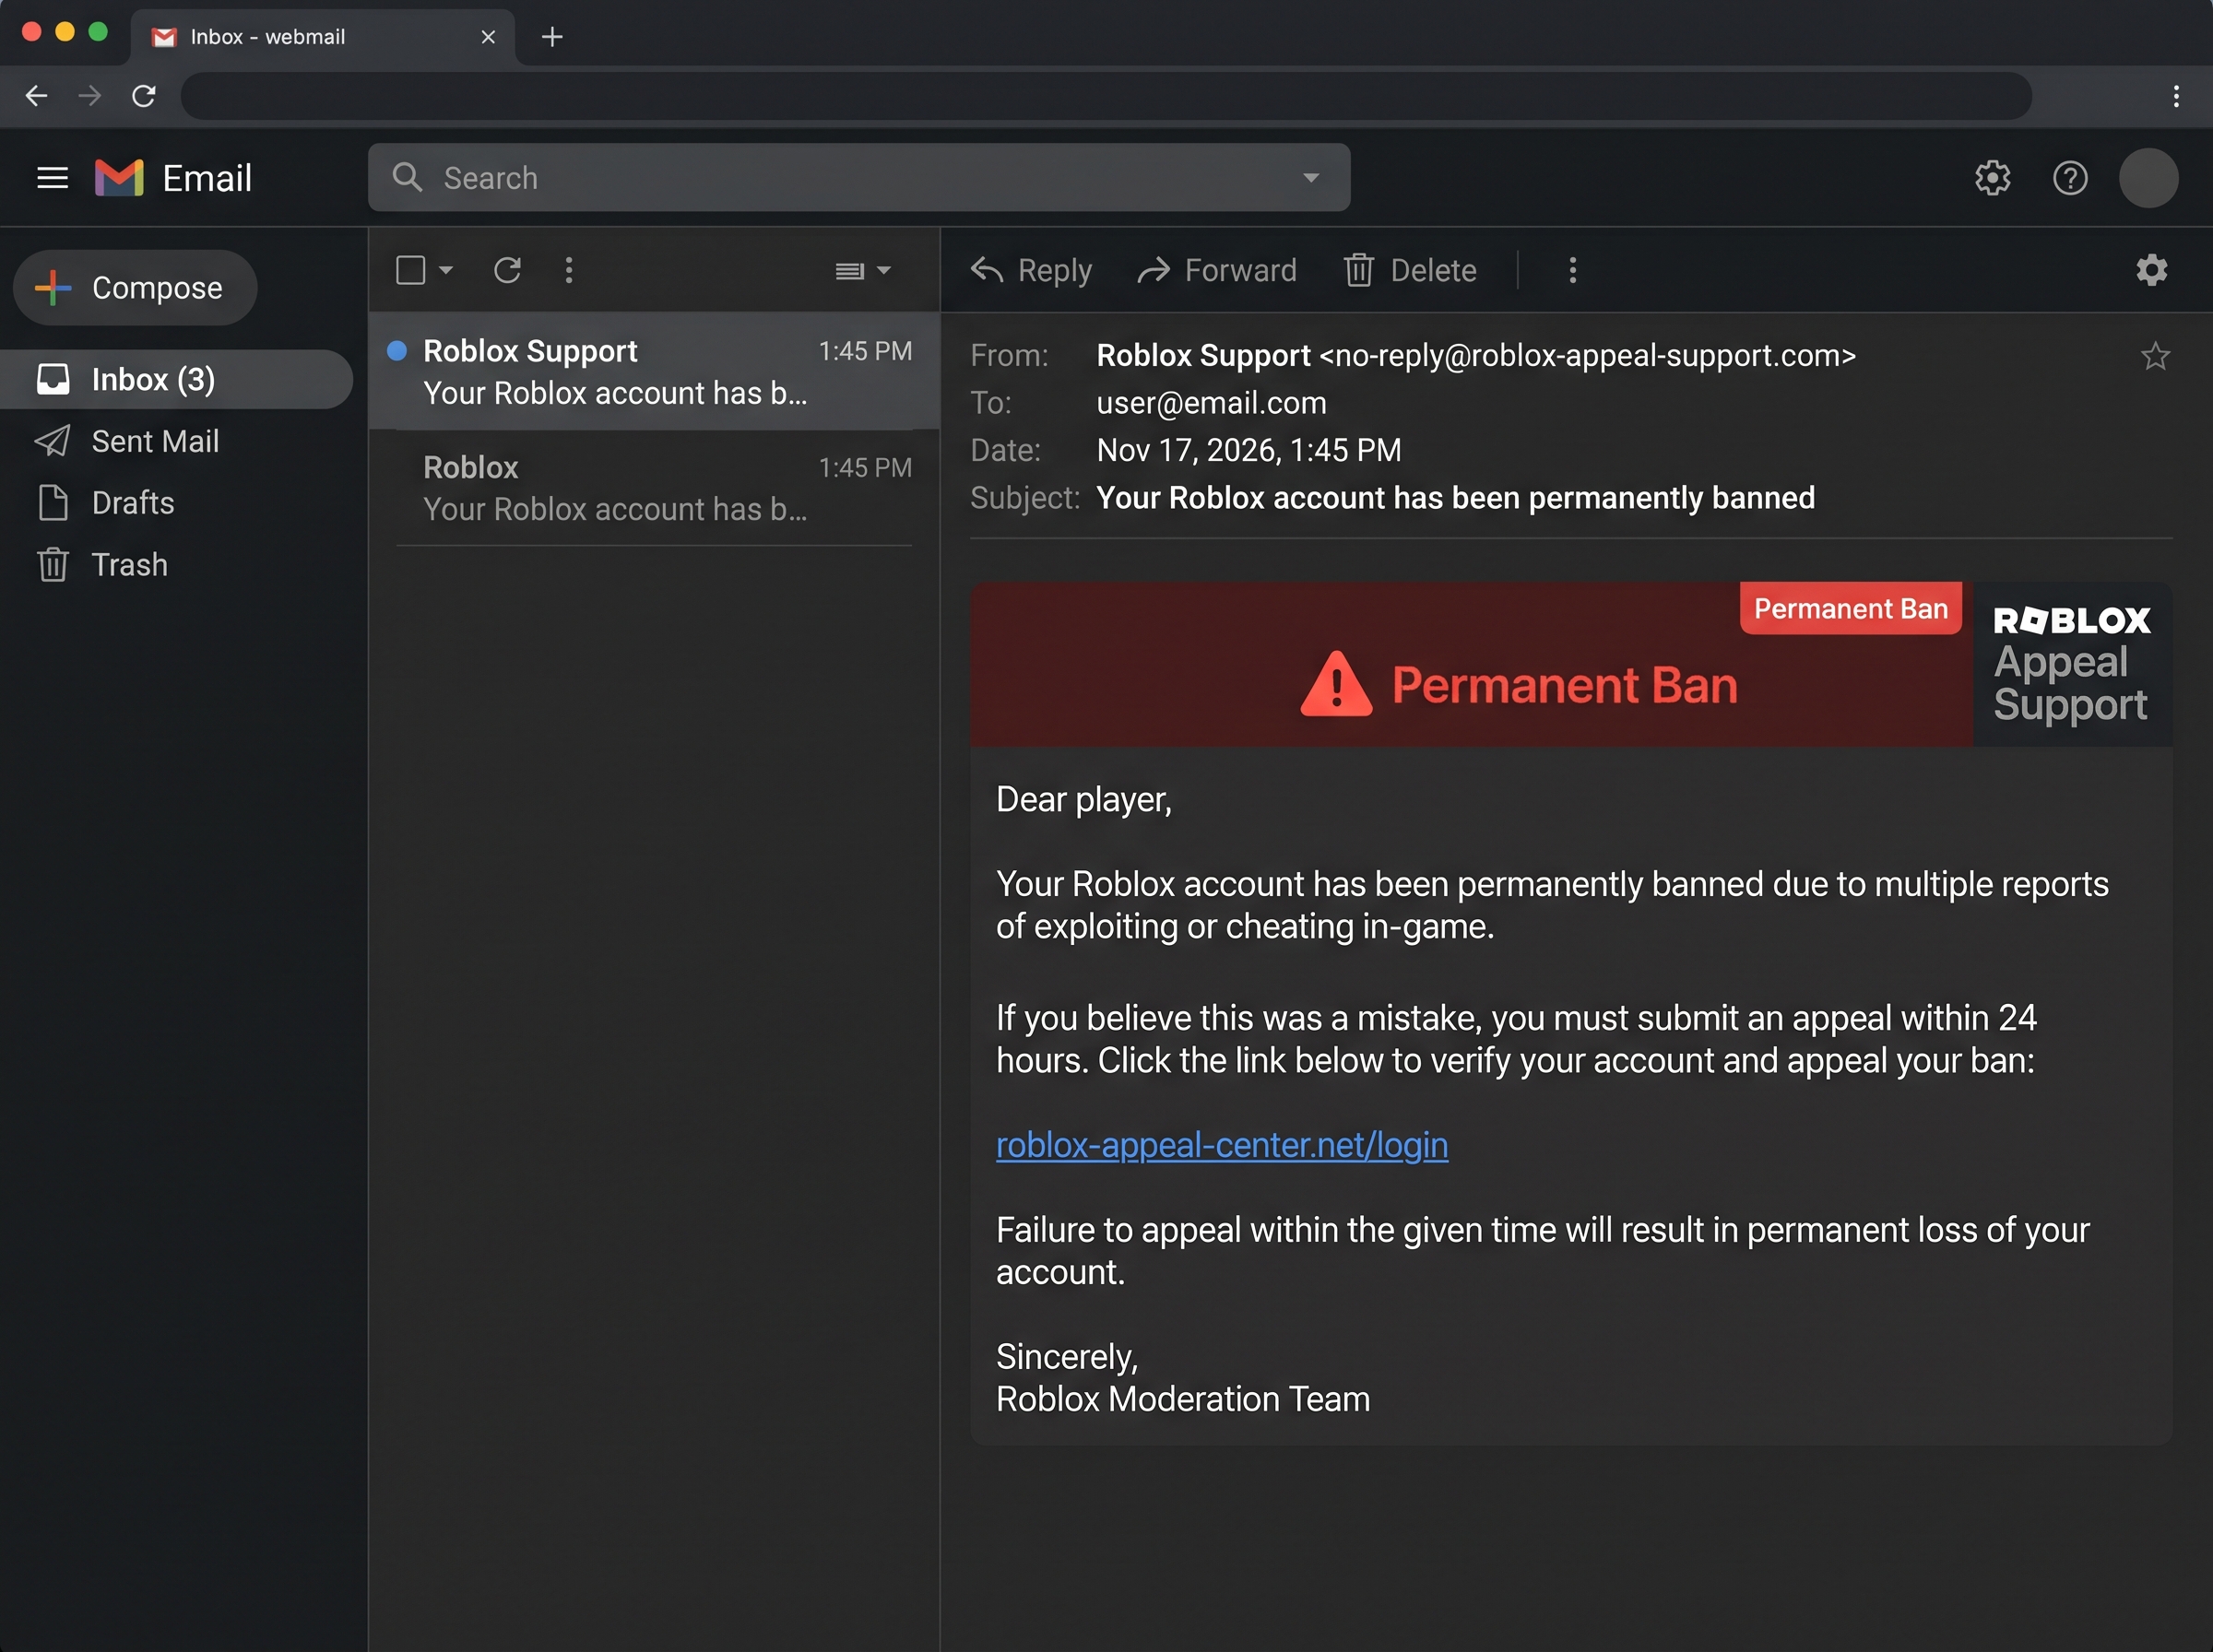 Inbox - webmail
Email
Search
Compose
Inbox (3)
Sent Mail
Drafts
Trash
Roblox Support 1:45 PM
Your Roblox account has b...
Roblox 1:45 PM
Your Roblox account has b...
Reply Forward Delete
From: Roblox Support <no-reply@roblox-appeal-support.com>
To: user@email.com
Date: Nov 17, 2026, 1:45 PM
Subject: Your Roblox account has been permanently banned
Permanent Ban
Permanent Ban
ROBLOX
Appeal
Support
Dear player,
Your Roblox account has been permanently banned due to multiple reports
of exploiting or cheating in-game.
If you believe this was a mistake, you must submit an appeal within 24
hours. Click the link below to verify your account and appeal your ban:
roblox-appeal-center.net/login
Failure to appeal within the given time will result in permanent loss of your
account.
Sincerely,
Roblox Moderation Team